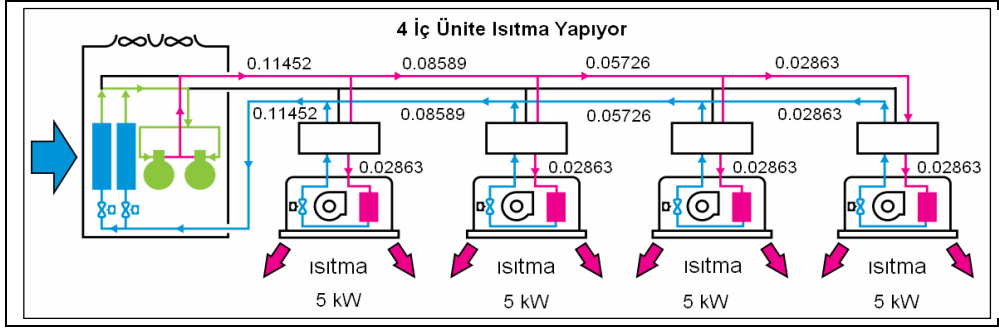 4 İç Ünite Isıtma Yapıyor
0.11452 0.08589 0.05726 0.02863
0.11452 0.08589 0.05726 0.02863
0.02863 0.02863 0.02863 0.02863
ısıtma ısıtma ısıtma ısıtma
5 kW 5 kW 5 kW 5 kW